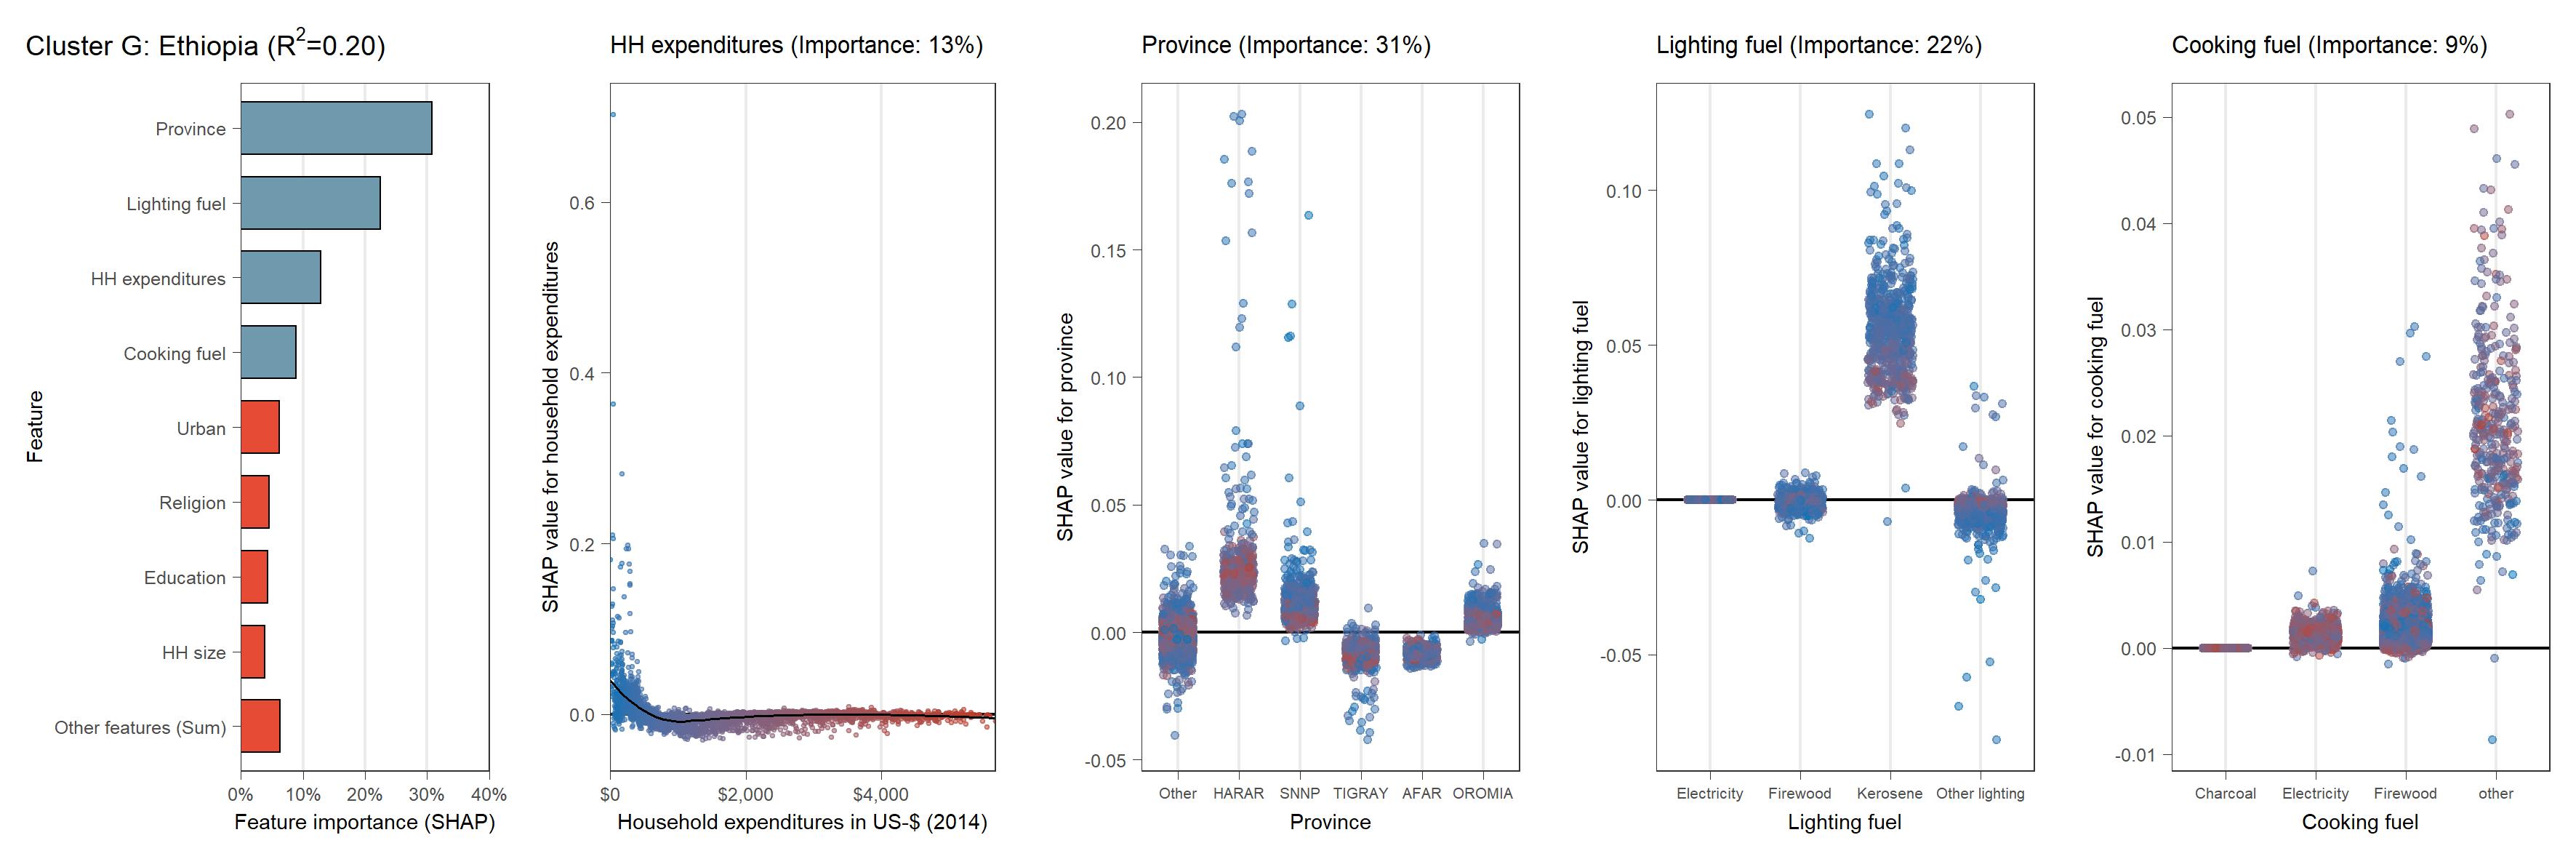 Cluster G: Ethiopia (R²=0.20)
Feature
Province
Lighting fuel
HH expenditures
Cooking fuel
Urban
Religion
Education
HH size
Other features (Sum)
0% 10% 20% 30% 40%
Feature importance (SHAP)
HH expenditures (Importance: 13%)
SHAP value for household expenditures
0.6
0.4
0.2
0.0
$0 $2,000 $4,000
Household expenditures in US-$ (2014)
Province (Importance: 31%)
SHAP value for province
0.20
0.15
0.10
0.05
0.00
-0.05
Other HARAR SNNP TIGRAY AFAR OROMIA
Province
Lighting fuel (Importance: 22%)
SHAP value for lighting fuel
0.10
0.05
0.00
-0.05
Electricity Firewood Kerosene Other lighting
Lighting fuel
Cooking fuel (Importance: 9%)
SHAP value for cooking fuel
0.05
0.04
0.03
0.02
0.01
0.00
-0.01
Charcoal Electricity Firewood other
Cooking fuel